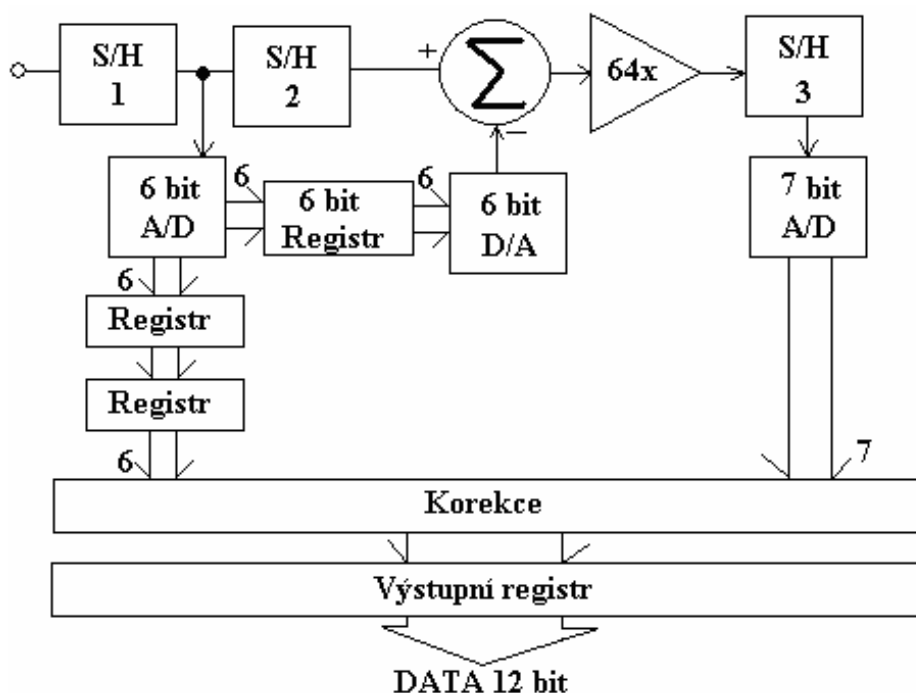 S/H
1
S/H
2
+
64x
S/H
3
−
6 bit
A/D
6
6 bit
Registr
6
6 bit
D/A
7 bit
A/D
6
Registr
Registr
6
7
Korekce
Výstupní registr
DATA 12 bit